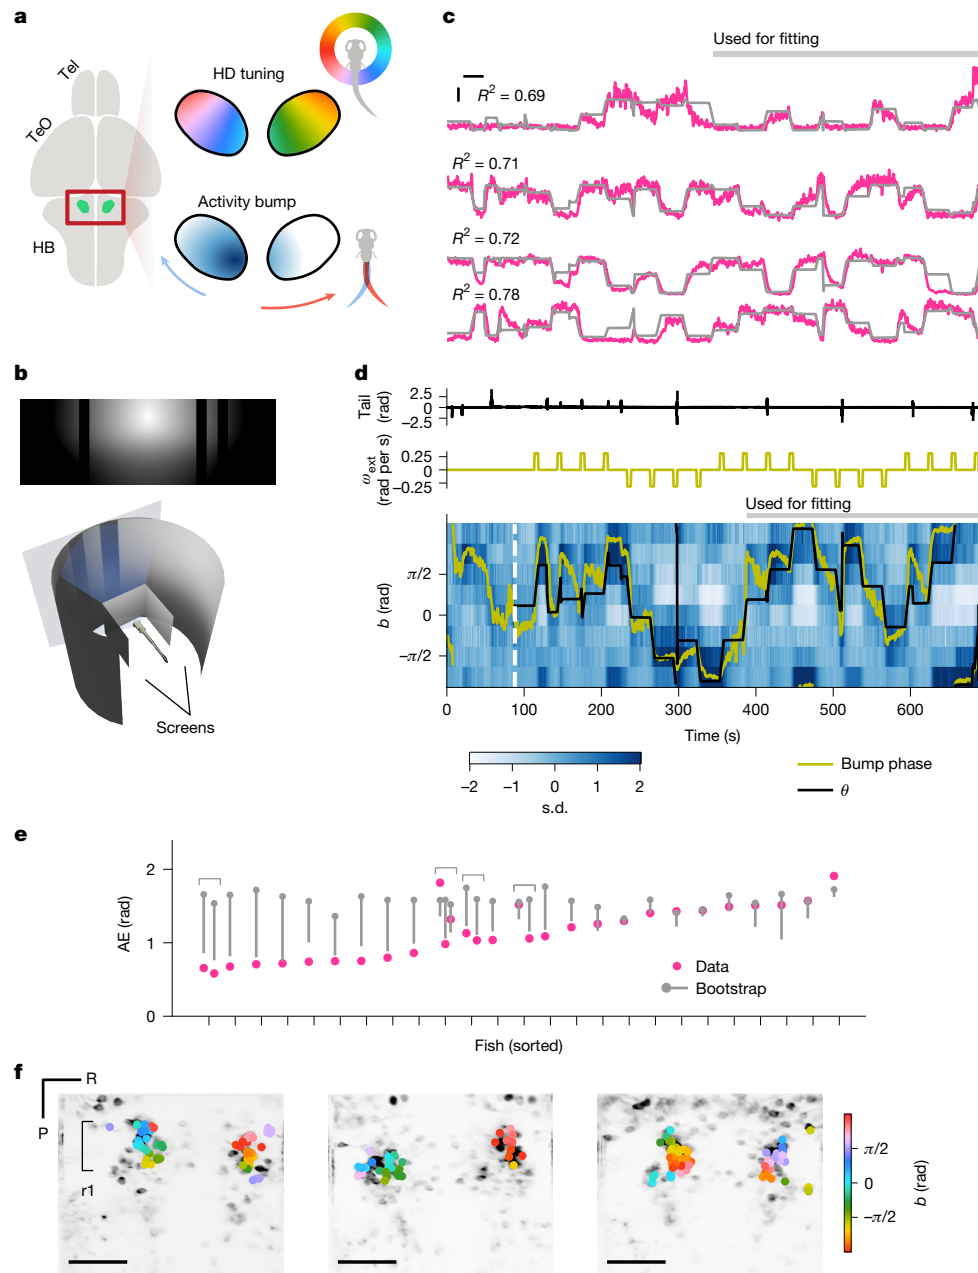 a
Tel
TeO
HB
HD tuning
Activity bump
b
Screens
c
Used for fitting
R² = 0.69
R² = 0.71
R² = 0.72
R² = 0.78
d
Tail
(rad)
2.5
0
−2.5
ω_ext
(rad per s)
0.25
0
−0.25
Used for fitting
b (rad)
π/2
0
−π/2
0 100 200 300 400 500 600
Time (s)
−2 −1 0 1 2
s.d.
Bump phase
θ
e
AE (rad)
2
1
0
Data
Bootstrap
Fish (sorted)
f
R
P
r1
π/2
0
−π/2
b (rad)